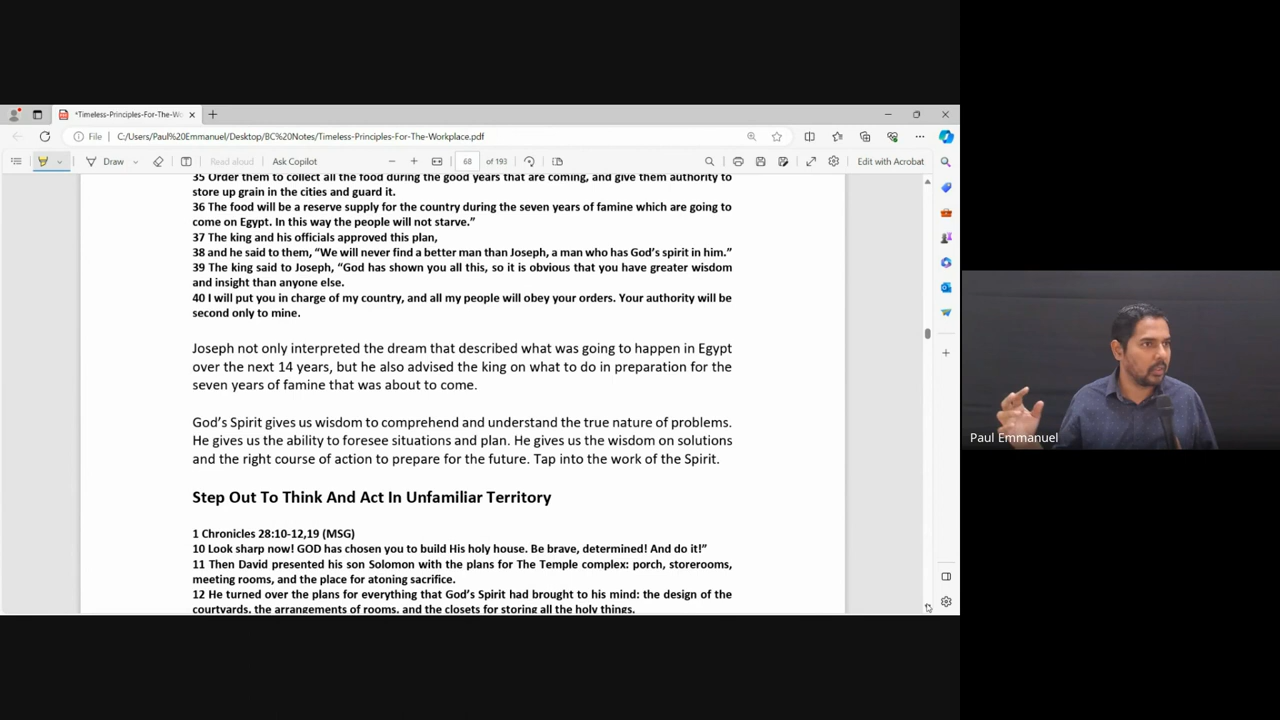 *Timeless-Principles-For-The-Wo
File
C:/Users/Paul%20Emmanuel/Desktop/BC%20Notes/Timeless-Principles-For-The-Workplace.pdf
Draw
Read aloud
Ask Copilot
68 of 193
Edit with Acrobat
35 Order them to collect all the food during the good years that are coming, and give them authority to
store up grain in the cities and guard it.
36 The food will be a reserve supply for the country during the seven years of famine which are going to
come on Egypt. In this way the people will not starve.”
37 The king and his officials approved this plan,
38 and he said to them, “We will never find a better man than Joseph, a man who has God’s spirit in him.”
39 The king said to Joseph, “God has shown you all this, so it is obvious that you have greater wisdom
and insight than anyone else.
40 I will put you in charge of my country, and all my people will obey your orders. Your authority will be
second only to mine.
Joseph not only interpreted the dream that described what was going to happen in Egypt
over the next 14 years, but he also advised the king on what to do in preparation for the
seven years of famine that was about to come.
God’s Spirit gives us wisdom to comprehend and understand the true nature of problems.
He gives us the ability to foresee situations and plan. He gives us the wisdom on solutions
and the right course of action to prepare for the future. Tap into the work of the Spirit.
Step Out To Think And Act In Unfamiliar Territory
1 Chronicles 28:10-12,19 (MSG)
10 Look sharp now! GOD has chosen you to build His holy house. Be brave, determined! And do it!”
11 Then David presented his son Solomon with the plans for The Temple complex: porch, storerooms,
meeting rooms, and the place for atoning sacrifice.
12 He turned over the plans for everything that God’s Spirit had brought to his mind: the design of the
courtyards, the arrangements of rooms, and the closets for storing all the holy things.
Paul Emmanuel